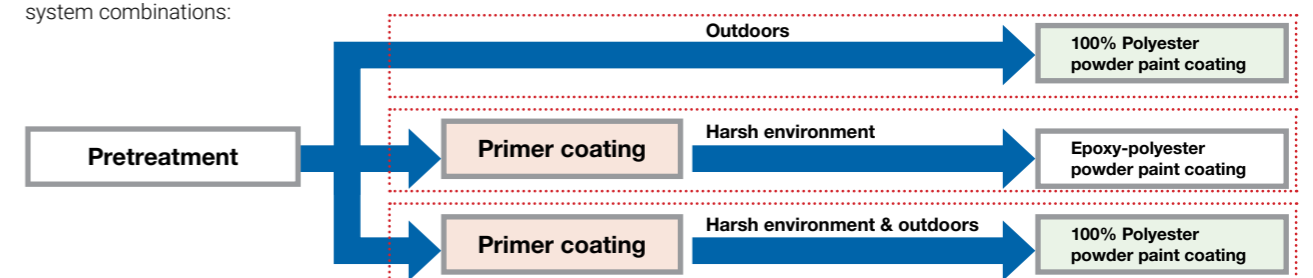 system combinations:
Outdoors
100% Polyester
powder paint coating
Pretreatment
Primer coating
Harsh environment
Epoxy-polyester
powder paint coating
Primer coating
Harsh environment & outdoors
100% Polyester
powder paint coating